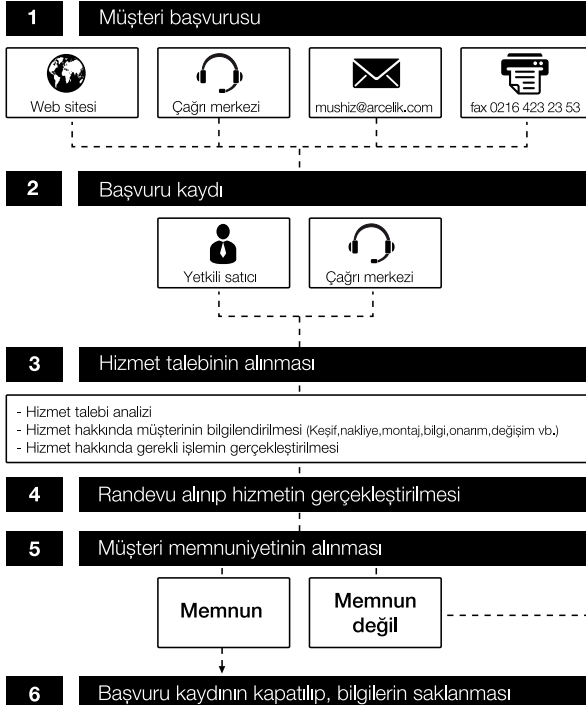 1 Müşteri başvurusu
Web sitesi
Çağrı merkezi
mushiz@arcelik.com
fax 0216 423 23 53
2 Başvuru kaydı
Yetkili satıcı
Çağrı merkezi
3 Hizmet talebinin alınması
- Hizmet talebi analizi
- Hizmet hakkında müşterinin bilgilendirilmesi (Keşif,nakliye,montaj,bilgi,onarım,değişim vb.)
- Hizmet hakkında gerekli işlemin gerçekleştirilmesi
4 Randevu alınıp hizmetin gerçekleştirilmesi
5 Müşteri memnuniyetinin alınması
Memnun
Memnun
değil
6 Başvuru kaydının kapatılıp, bilgilerin saklanması